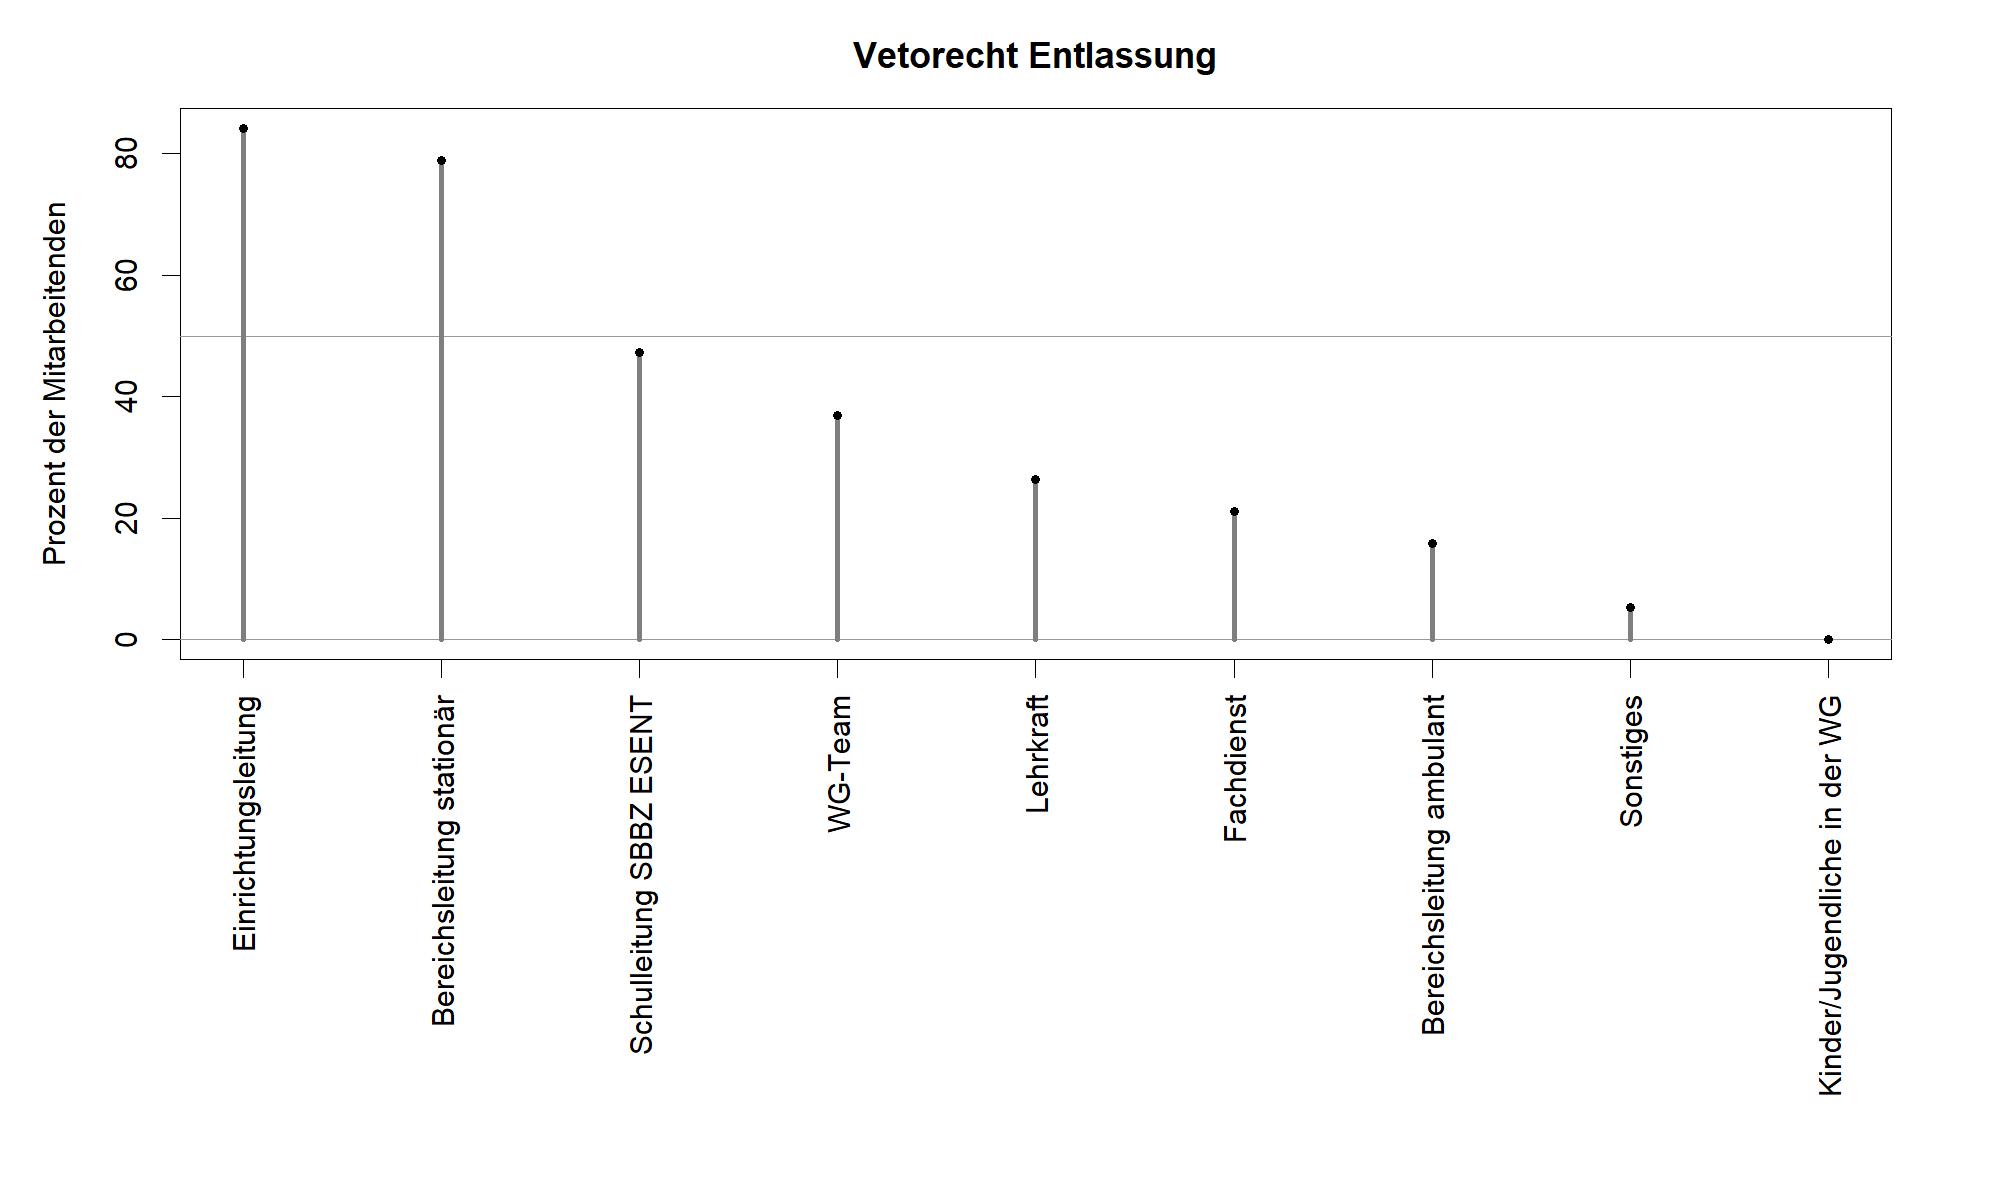 Vetorecht Entlassung
Prozent der Mitarbeitenden
80
60
40
20
0
Einrichtungsleitung
Bereichsleitung stationär
Schulleitung SBBZ ESENT
WG-Team
Lehrkraft
Fachdienst
Bereichsleitung ambulant
Sonstiges
Kinder/Jugendliche in der WG